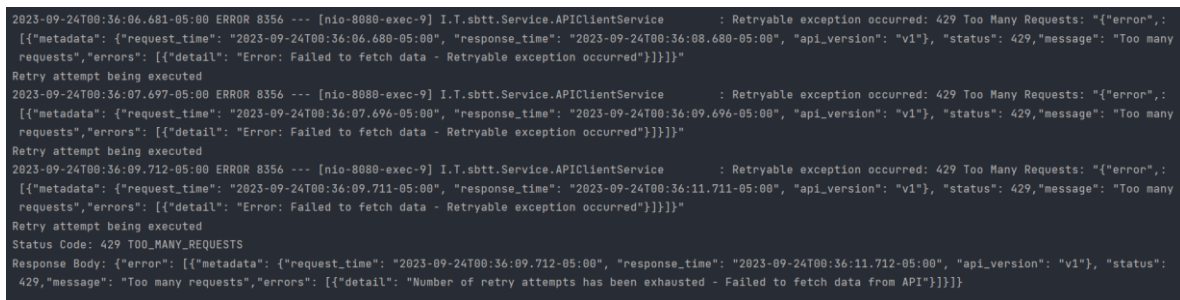 2023-09-24T00:36:06.681-05:00 ERROR 8356 --- [nio-8080-exec-9] I.T.sbtt.Service.APIClientService        : Retryable exception occurred: 429 Too Many Requests: "{"error",:
[{"metadata": {"request_time": "2023-09-24T00:36:06.680-05:00", "response_time": "2023-09-24T00:36:08.680-05:00", "api_version": "v1"}, "status": 429,"message": "Too many
requests","errors": [{"detail": "Error: Failed to fetch data - Retryable exception occurred"}]}]}"
Retry attempt being executed
2023-09-24T00:36:07.697-05:00 ERROR 8356 --- [nio-8080-exec-9] I.T.sbtt.Service.APIClientService        : Retryable exception occurred: 429 Too Many Requests: "{"error",:
[{"metadata": {"request_time": "2023-09-24T00:36:07.696-05:00", "response_time": "2023-09-24T00:36:09.696-05:00", "api_version": "v1"}, "status": 429,"message": "Too many
requests","errors": [{"detail": "Error: Failed to fetch data - Retryable exception occurred"}]}]}"
Retry attempt being executed
2023-09-24T00:36:09.712-05:00 ERROR 8356 --- [nio-8080-exec-9] I.T.sbtt.Service.APIClientService        : Retryable exception occurred: 429 Too Many Requests: "{"error",:
[{"metadata": {"request_time": "2023-09-24T00:36:09.711-05:00", "response_time": "2023-09-24T00:36:11.711-05:00", "api_version": "v1"}, "status": 429,"message": "Too many
requests","errors": [{"detail": "Error: Failed to fetch data - Retryable exception occurred"}]}]}"
Retry attempt being executed
Status Code: 429 TOO_MANY_REQUESTS
Response Body: {"error": [{"metadata": {"request_time": "2023-09-24T00:36:09.712-05:00", "response_time": "2023-09-24T00:36:11.712-05:00", "api_version": "v1"}, "status":
429,"message": "Too many requests","errors": [{"detail": "Number of retry attempts has been exhausted - Failed to fetch data from API"}]}]}